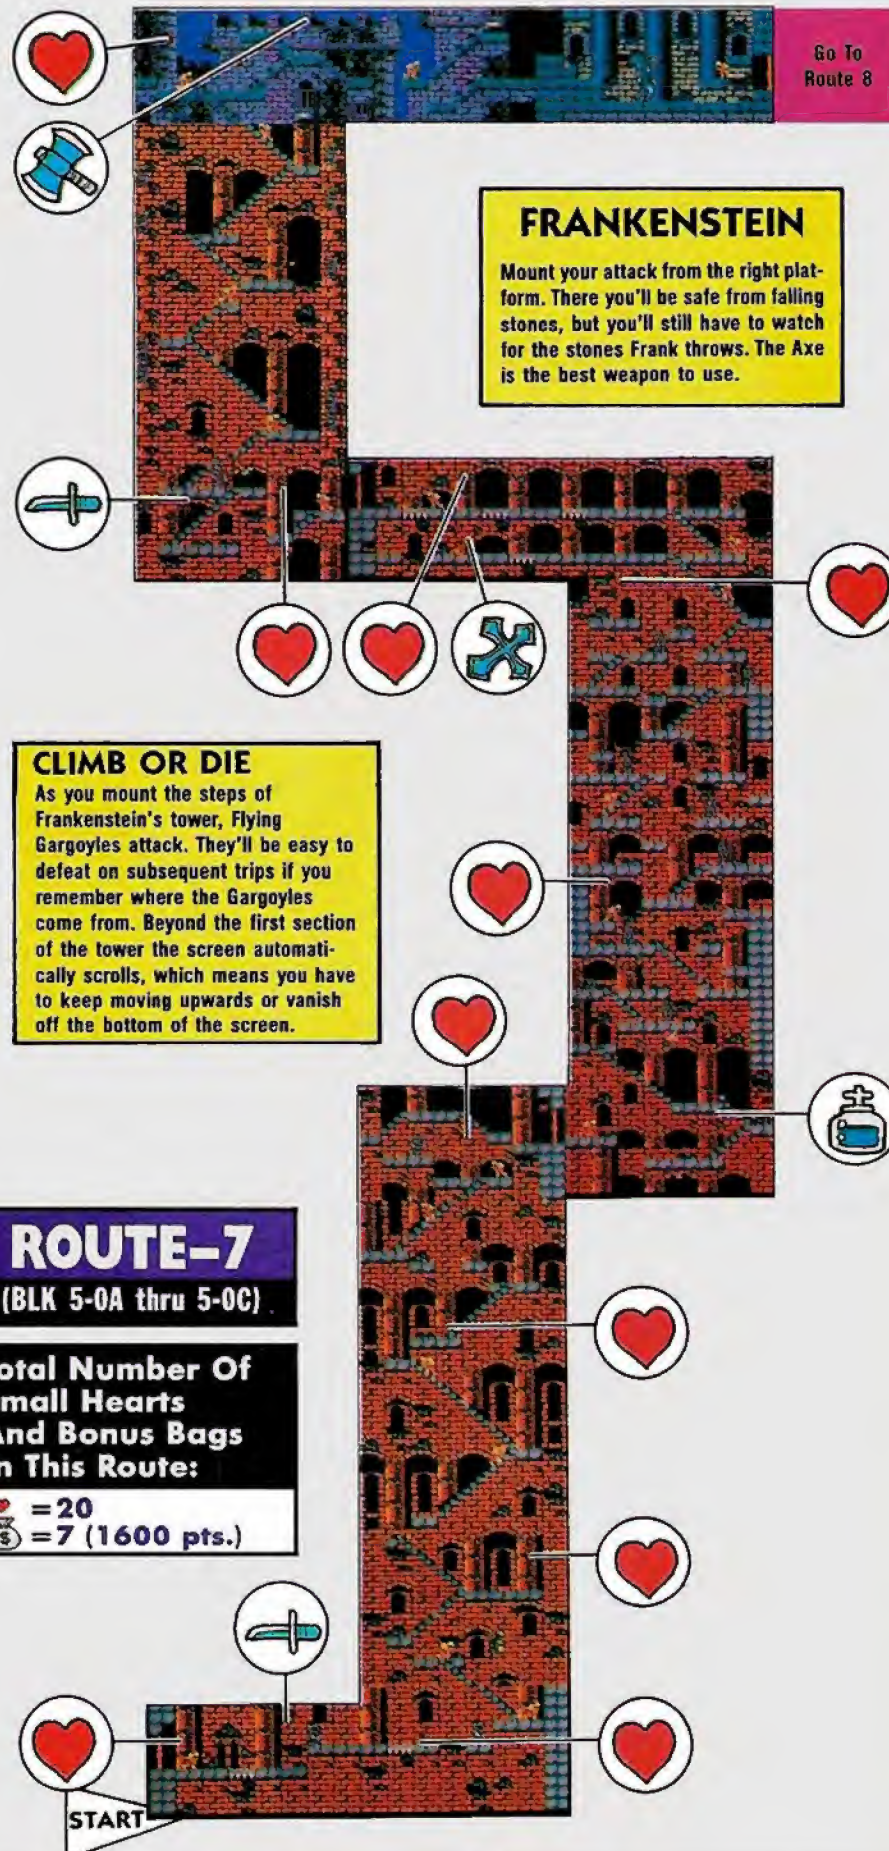 Go To
Route 8
FRANKENSTEIN
Mount your attack from the right plat-
form. There you'll be safe from falling
stones, but you'll still have to watch
for the stones Frank throws. The Axe
is the best weapon to use.
CLIMB OR DIE
As you mount the steps of
Frankenstein's tower, Flying
Gargoyles attack. They'll be easy to
defeat on subsequent trips if you
remember where the Gargoyles
come from. Beyond the first section
of the tower the screen automati-
cally scrolls, which means you have
to keep moving upwards or vanish
off the bottom of the screen.
ROUTE-7
(BLK 5-0A thru 5-0C)
otal Number Of
mall Hearts
And Bonus Bags
n This Route:
= 20
$ = 7 (1600 pts.)
START